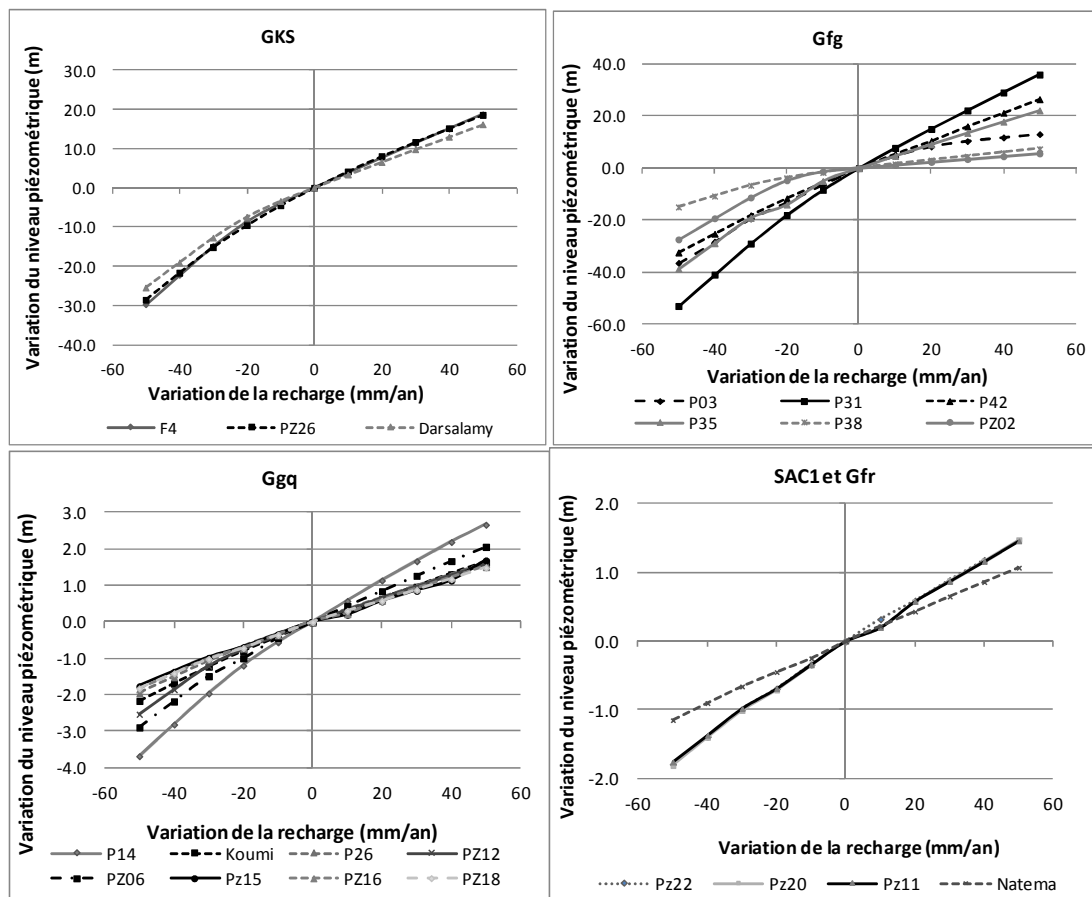 GKS
Variation du niveau piézométrique (m)
30.0
20.0
10.0
0.0
-10.0
-20.0
-30.0
-40.0
-60 -40 -20 0 20 40 60
Variation de la recharge (mm/an)
F4 PZ26 Darsalamy
Gfg
Variation du niveau piézométrique (m)
40.0
20.0
0.0
-20.0
-40.0
-60.0
-60 -40 -20 0 20 40 60
Variation de la recharge (mm/an)
P03 P31 P42
P35 P38 PZ02
Ggq
Variation du niveau piézométrique (m)
3.0
2.0
1.0
0.0
-1.0
-2.0
-3.0
-4.0
-60 -40 -20 0 20 40 60
Variation de la recharge (mm/an)
P14 Koumi P26 PZ12
PZ06 Pz15 PZ16 PZ18
SAC1et Gfr
Variation du niveau piézométrique (m)
2.0
1.0
0.0
-1.0
-2.0
-60 -40 -20 0 20 40 60
Variation de la recharge (mm/an)
Pz22 Pz20 Pz11 Natema